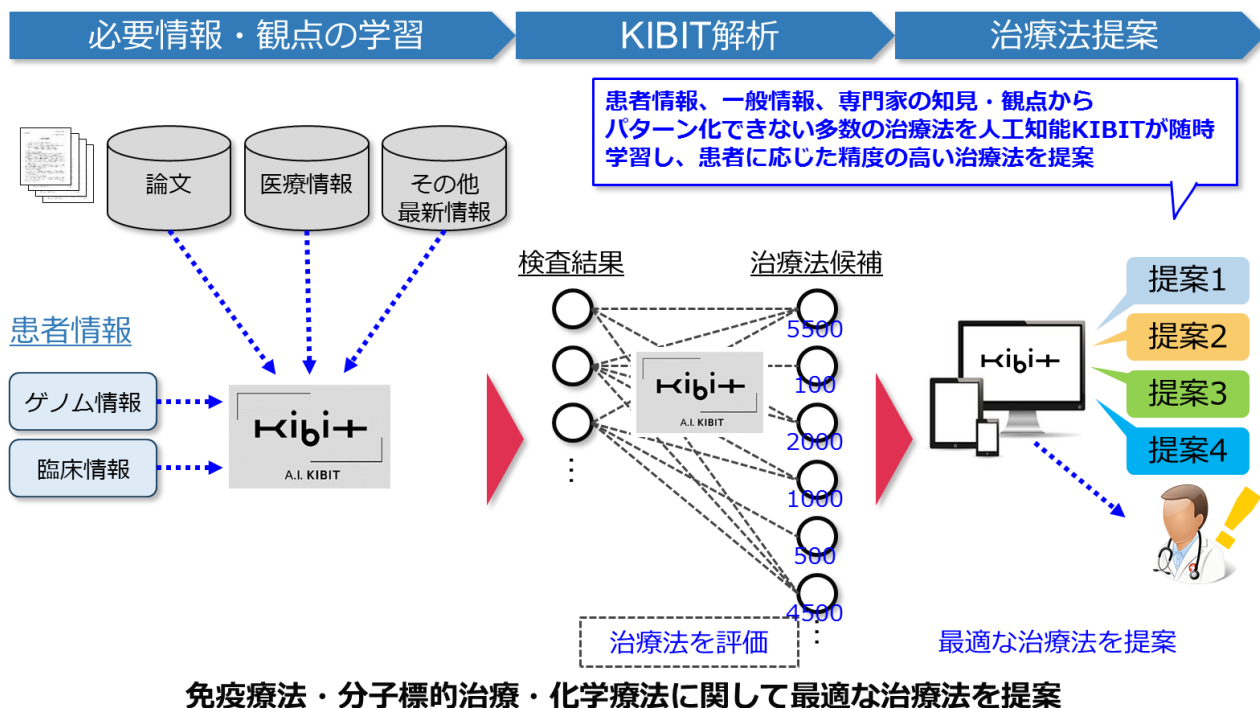 必要情報・観点の学習
KIBIT解析
治療法提案
患者情報、一般情報、専門家の知見・観点から
パターン化できない多数の治療法を人工知能KIBITが随時
学習し、患者に応じた精度の高い治療法を提案
論文
医療情報
その他
最新情報
患者情報
ゲノム情報
臨床情報
kibit
A.I. KIBIT
検査結果
治療法候補
5500
100
2000
1000
500
4500
kibit
A.I. KIBIT
治療法を評価
kibit
提案1
提案2
提案3
提案4
最適な治療法を提案
免疫療法・分子標的治療・化学療法に関して最適な治療法を提案